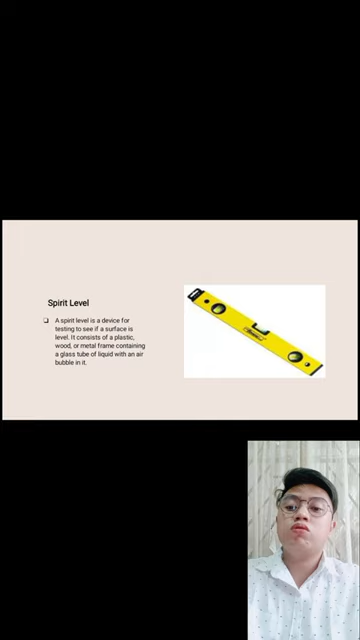 Spirit Level
❏ A spirit level is a device for
testing to see if a surface is
level. It consists of a plastic,
wood, or metal frame containing
a glass tube of liquid with an air
bubble in it.